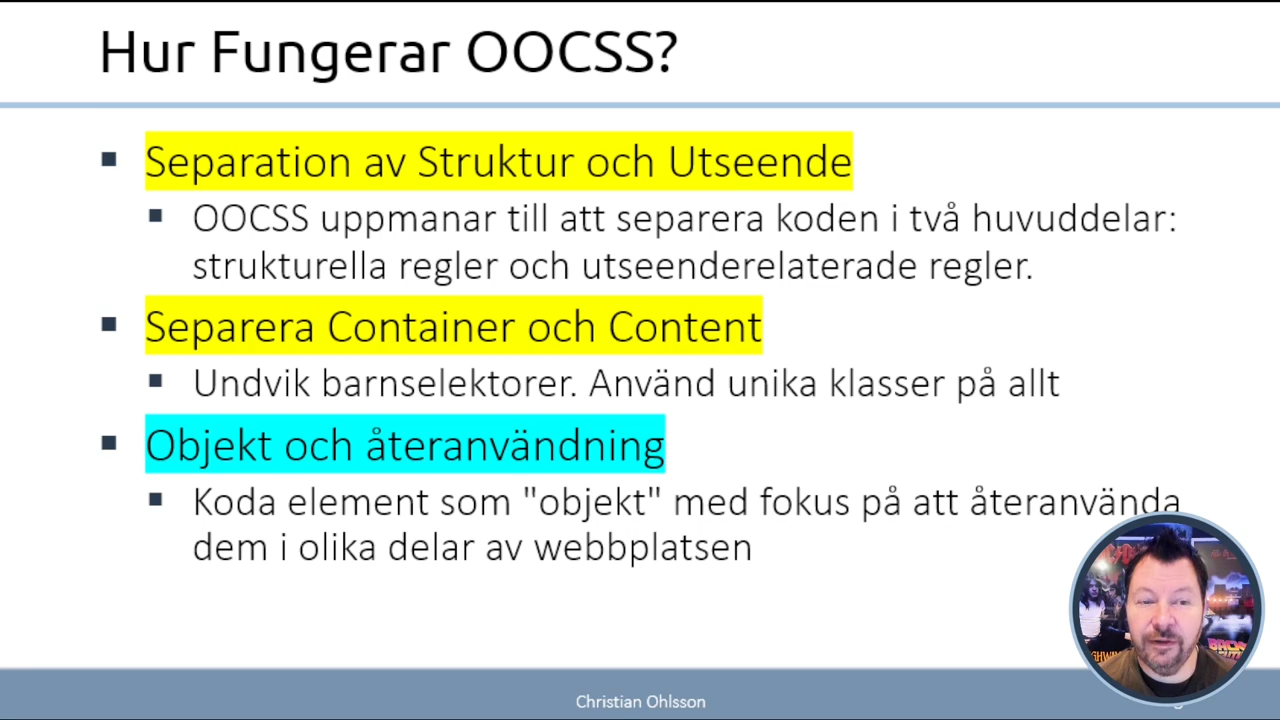 Hur Fungerar OOCSS?
Separation av Struktur och Utseende
OOCSS uppmanar till att separera koden i två huvuddelar:
strukturella regler och utseenderelaterade regler.
Separera Container och Content
Undvik barnselektorer. Använd unika klasser på allt
Objekt och återanvändning
Koda element som "objekt" med fokus på att återanvända
dem i olika delar av webbplatsen
Christian Ohlsson